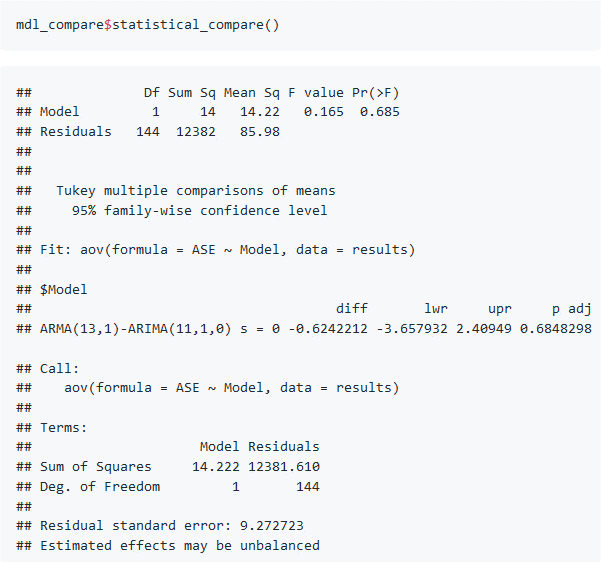 mdl_compare$statistical_compare()
##              Df Sum Sq Mean Sq F value Pr(>F)
## Model         1     14   14.22   0.165  0.685
## Residuals   144  12382   85.98
##
##
##   Tukey multiple comparisons of means
##     95% family-wise confidence level
##
## Fit: aov(formula = ASE ~ Model, data = results)
##
## $Model
##                                      diff       lwr     upr     p adj
## ARMA(13,1)-ARIMA(11,1,0) s = 0 -0.6242212 -3.657932 2.40949 0.6848298
## Call:
##    aov(formula = ASE ~ Model, data = results)
##
## Terms:
##                     Model Residuals
## Sum of Squares     14.222 12381.610
## Deg. of Freedom         1       144
##
## Residual standard error: 9.272723
## Estimated effects may be unbalanced